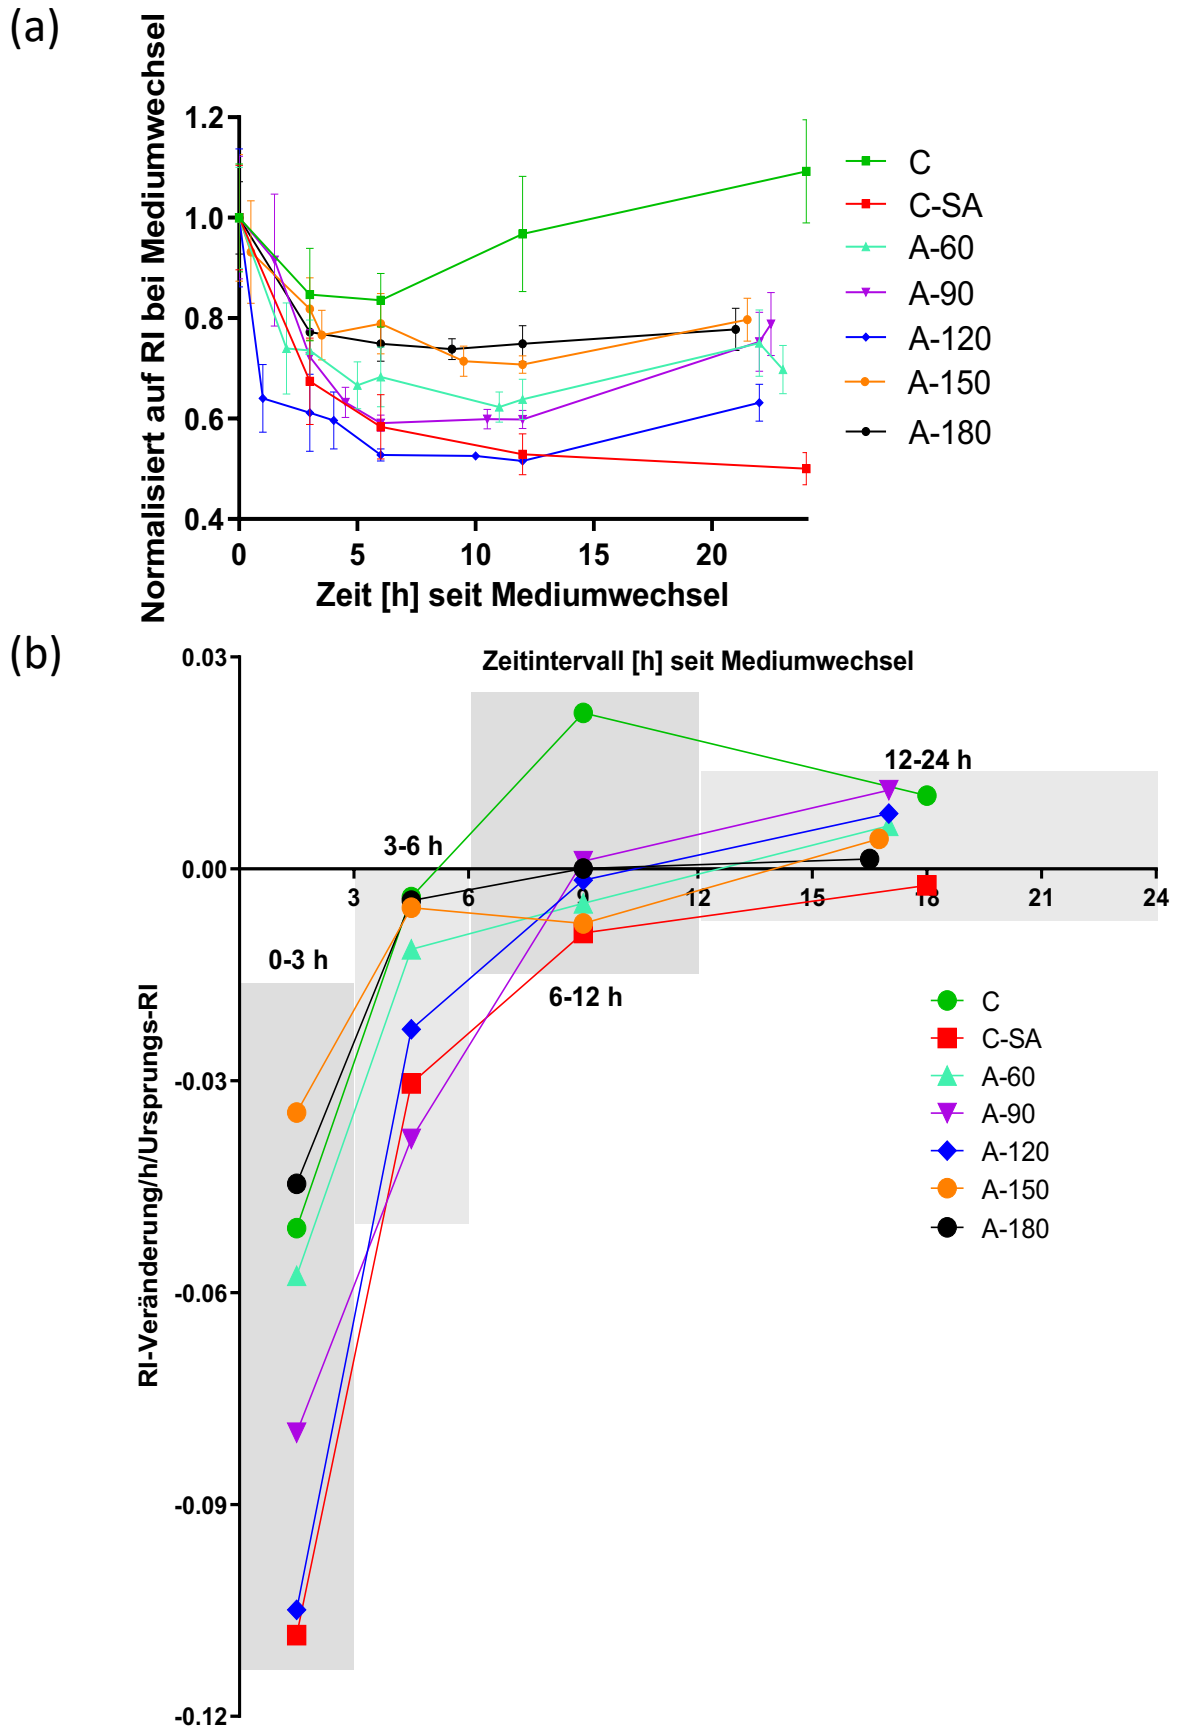 (a)
Normalisiert auf RI bei Mediumwechsel
1.2
1.0
0.8
0.6
0.4
0
5
10
15
20
Zeit [h] seit Mediumwechsel
C
C-SA
A-60
A-90
A-120
A-150
A-180
(b)
Zeitintervall [h] seit Mediumwechsel
RI-Veränderung/h/Ursprungs-RI
0.03
0.00
-0.03
-0.06
-0.09
-0.12
3
6
9
12
15
18
21
24
0-3 h
3-6 h
6-12 h
12-24 h
C
C-SA
A-60
A-90
A-120
A-150
A-180